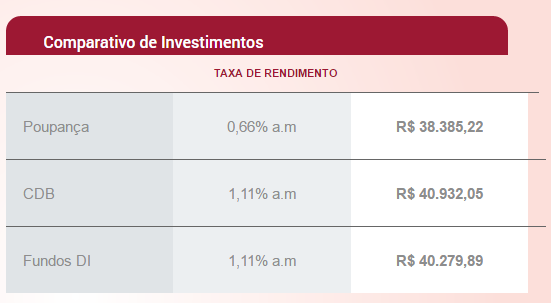 Comparativo de Investimentos
TAXA DE RENDIMENTO
Poupança 0,66% a.m R$ 38.385,22
CDB 1,11% a.m R$ 40.932,05
Fundos DI 1,11% a.m R$ 40.279,89